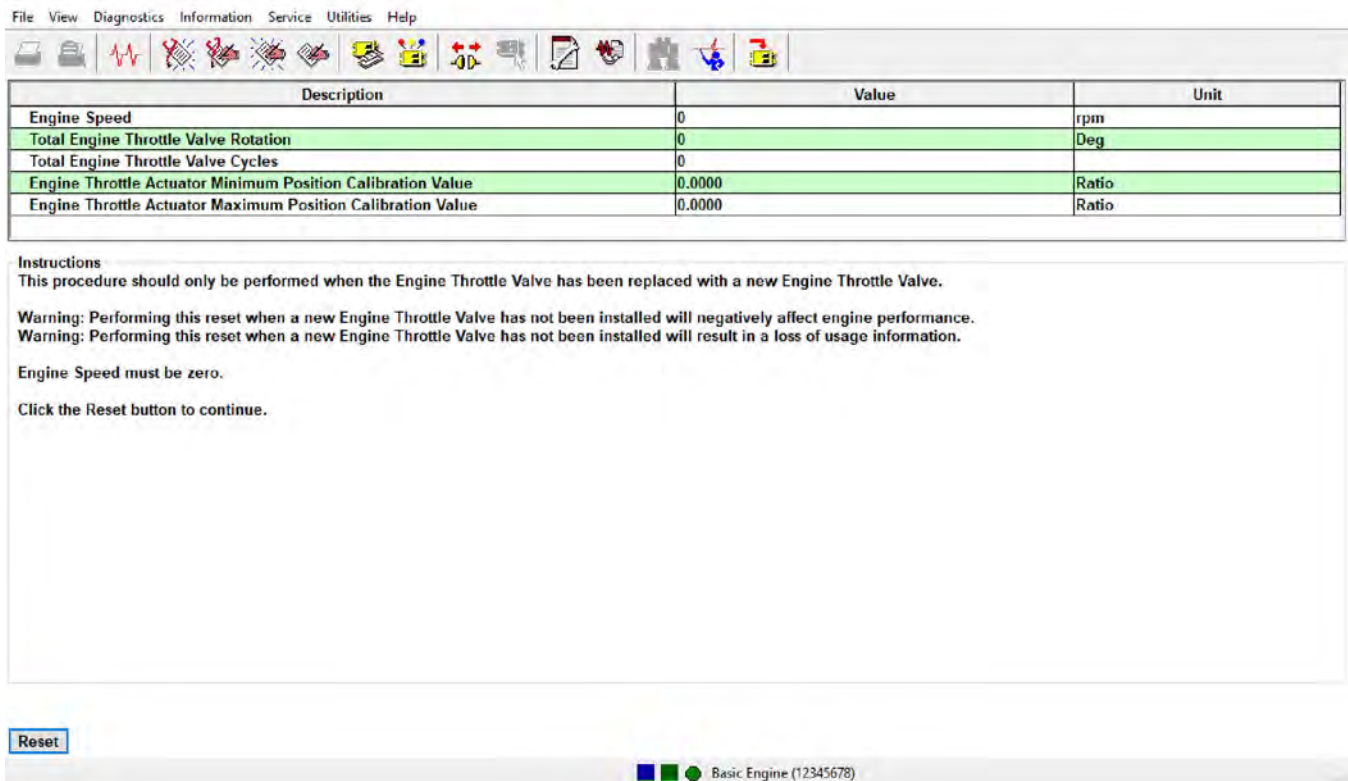 File View Diagnostics Information Service Utilities Help
Description Value Unit
Engine Speed 0 rpm
Total Engine Throttle Valve Rotation 0 Deg
Total Engine Throttle Valve Cycles 0
Engine Throttle Actuator Minimum Position Calibration Value 0.0000 Ratio
Engine Throttle Actuator Maximum Position Calibration Value 0.0000 Ratio
Instructions
This procedure should only be performed when the Engine Throttle Valve has been replaced with a new Engine Throttle Valve.
Warning: Performing this reset when a new Engine Throttle Valve has not been installed will negatively affect engine performance.
Warning: Performing this reset when a new Engine Throttle Valve has not been installed will result in a loss of usage information.
Engine Speed must be zero.
Click the Reset button to continue.
Reset
Basic Engine (12345678)